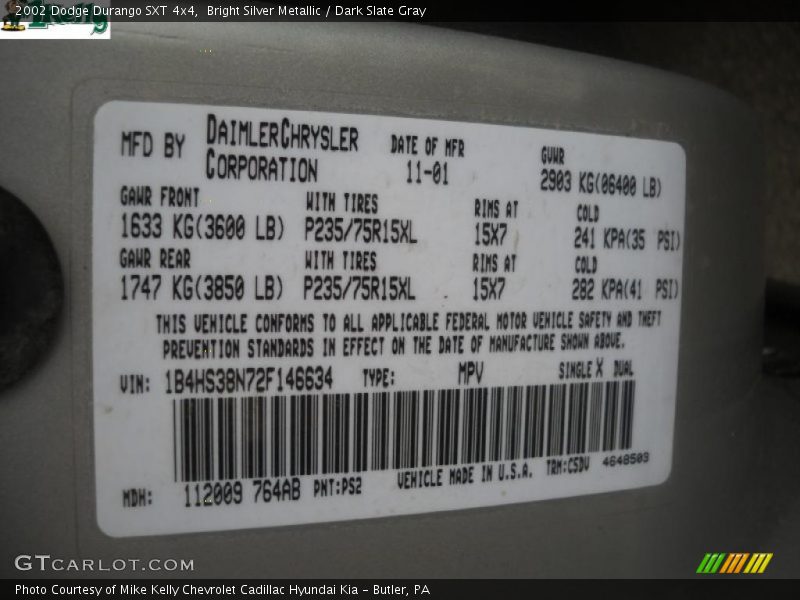 2002 Dodge Durango SXT 4x4, Bright Silver Metallic / Dark Slate Gray
MFD BY DAIMLERCHRYSLER CORPORATION DATE OF MFR 11-01 GVWR 2903 KG(06400 LB)
GAWR FRONT WITH TIRES RIMS AT COLD
1633 KG(3600 LB) P235/75R15XL 15X7 241 KPA(35 PSI)
GAWR REAR WITH TIRES RIMS AT COLD
1747 KG(3850 LB) P235/75R15XL 15X7 282 KPA(41 PSI)
THIS VEHICLE CONFORMS TO ALL APPLICABLE FEDERAL MOTOR VEHICLE SAFETY AND THEFT
PREVENTION STANDARDS IN EFFECT ON THE DATE OF MANUFACTURE SHOWN ABOVE.
VIN: 1B4HS38N72F146634 TYPE: MPV SINGLE X DUAL
MDH: 112009 764AB PNT:PS2 VEHICLE MADE IN U.S.A. TRM:C5DV 4648503
GTCARLOT.COM
Photo Courtesy of Mike Kelly Chevrolet Cadillac Hyundai Kia – Butler, PA